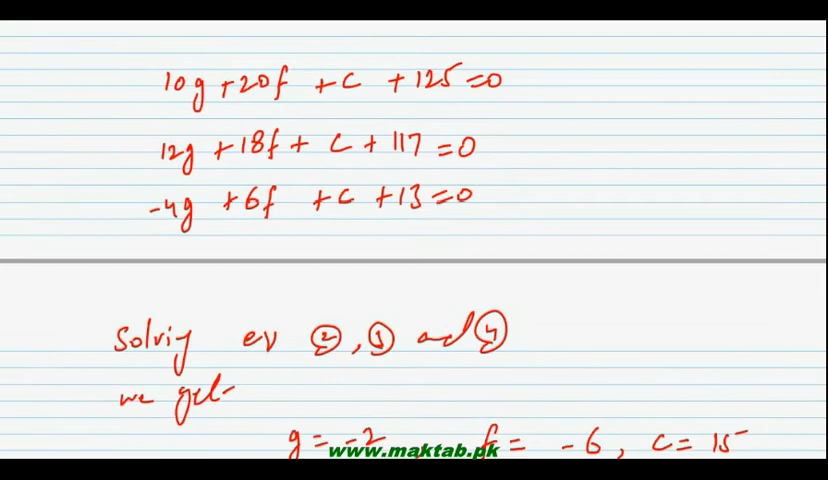 10g + 20f + c + 125 = 0
12g + 18f + c + 117 = 0
-4g + 6f + c + 13 = 0
Solving eq ②, ③ and ④
we get
g = -2 f = -6, c = 15
www.maktab.pk